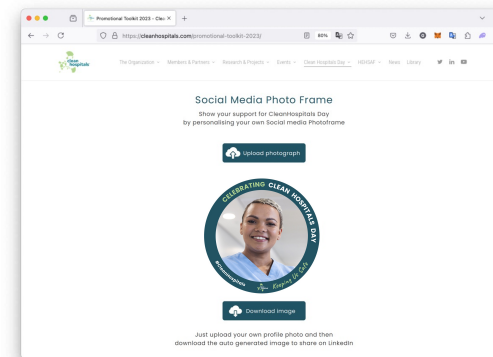 Promotional Toolkit 2023 - Clea
https://cleanhospitals.com/promotional-toolkit-2023/
80%
clean
hospitals
The Organization
Members & Partners
Research & Projects
Events
Clean Hospitals Day
News
Library
Social Media Photo Frame
Show your support for CleanHospitals Day
by personalising your own Social media Photoframe
Upload photograph
CELEBRATING CLEAN HOSPITALS DAY
#CleanHospitals
Keeping Us Safe
Download image
Just upload your own profile photo and then
download the auto generated image to share on LinkedIn